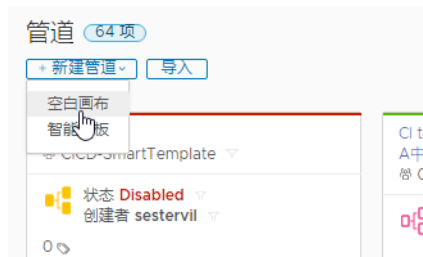 管道 64 项
+ 新建管道 导入
空白画布
智能 板
CICD-SmartTemplate
状态 Disabled
创建者 sestervil
0
CI t
A中